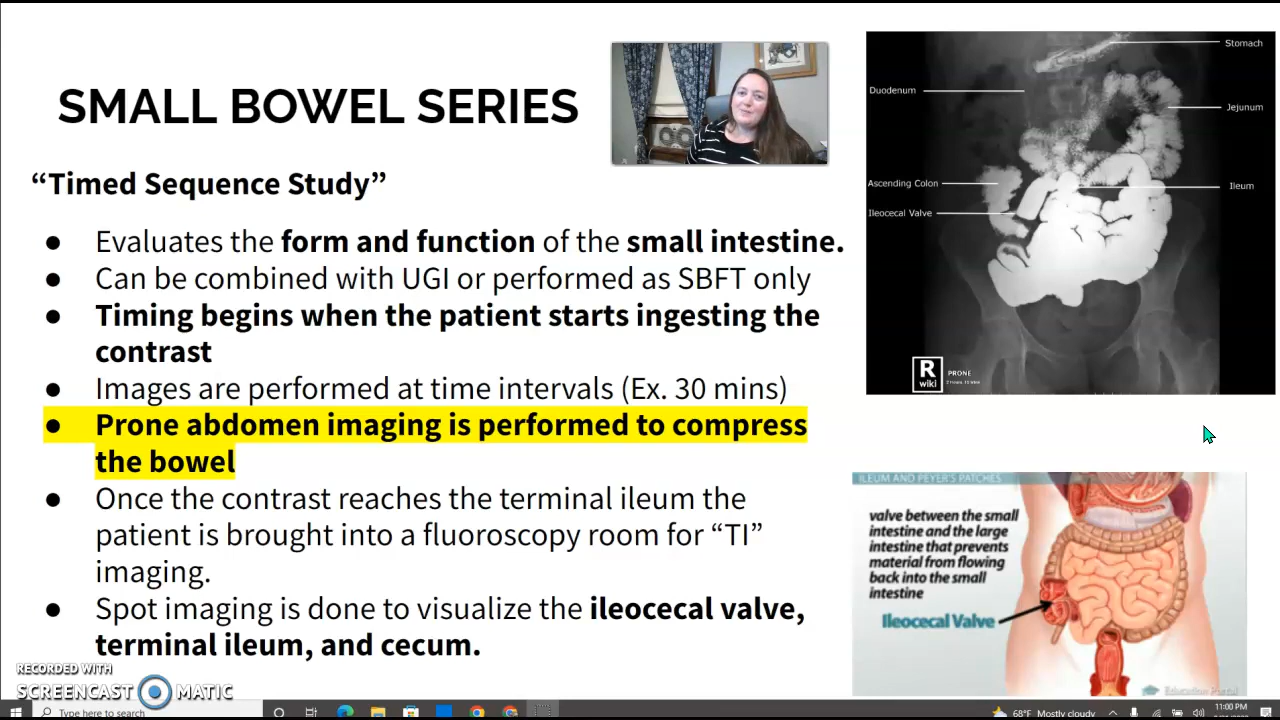 SMALL BOWEL SERIES
“Timed Sequence Study”
● Evaluates the form and function of the small intestine.
● Can be combined with UGI or performed as SBFT only
● Timing begins when the patient starts ingesting the
contrast
● Images are performed at time intervals (Ex. 30 mins)
● Prone abdomen imaging is performed to compress
the bowel
● Once the contrast reaches the terminal ileum the
patient is brought into a fluoroscopy room for “TI”
imaging.
● Spot imaging is done to visualize the ileocecal valve,
terminal ileum, and cecum.
Stomach
Duodenum
Jejunum
Ascending Colon
Ileum
Ileocecal Valve
R
wiki
PRONE
ILEUM AND PEYER'S PATCHES
valve between the small
intestine and the large
intestine that prevents
material from flowing
back into the small
intestine
Ileocecal Valve
Education Portal
RECORDED WITH
SCREENCAST MATIC
Type here to search
68°F Mostly cloudy
11:00 PM